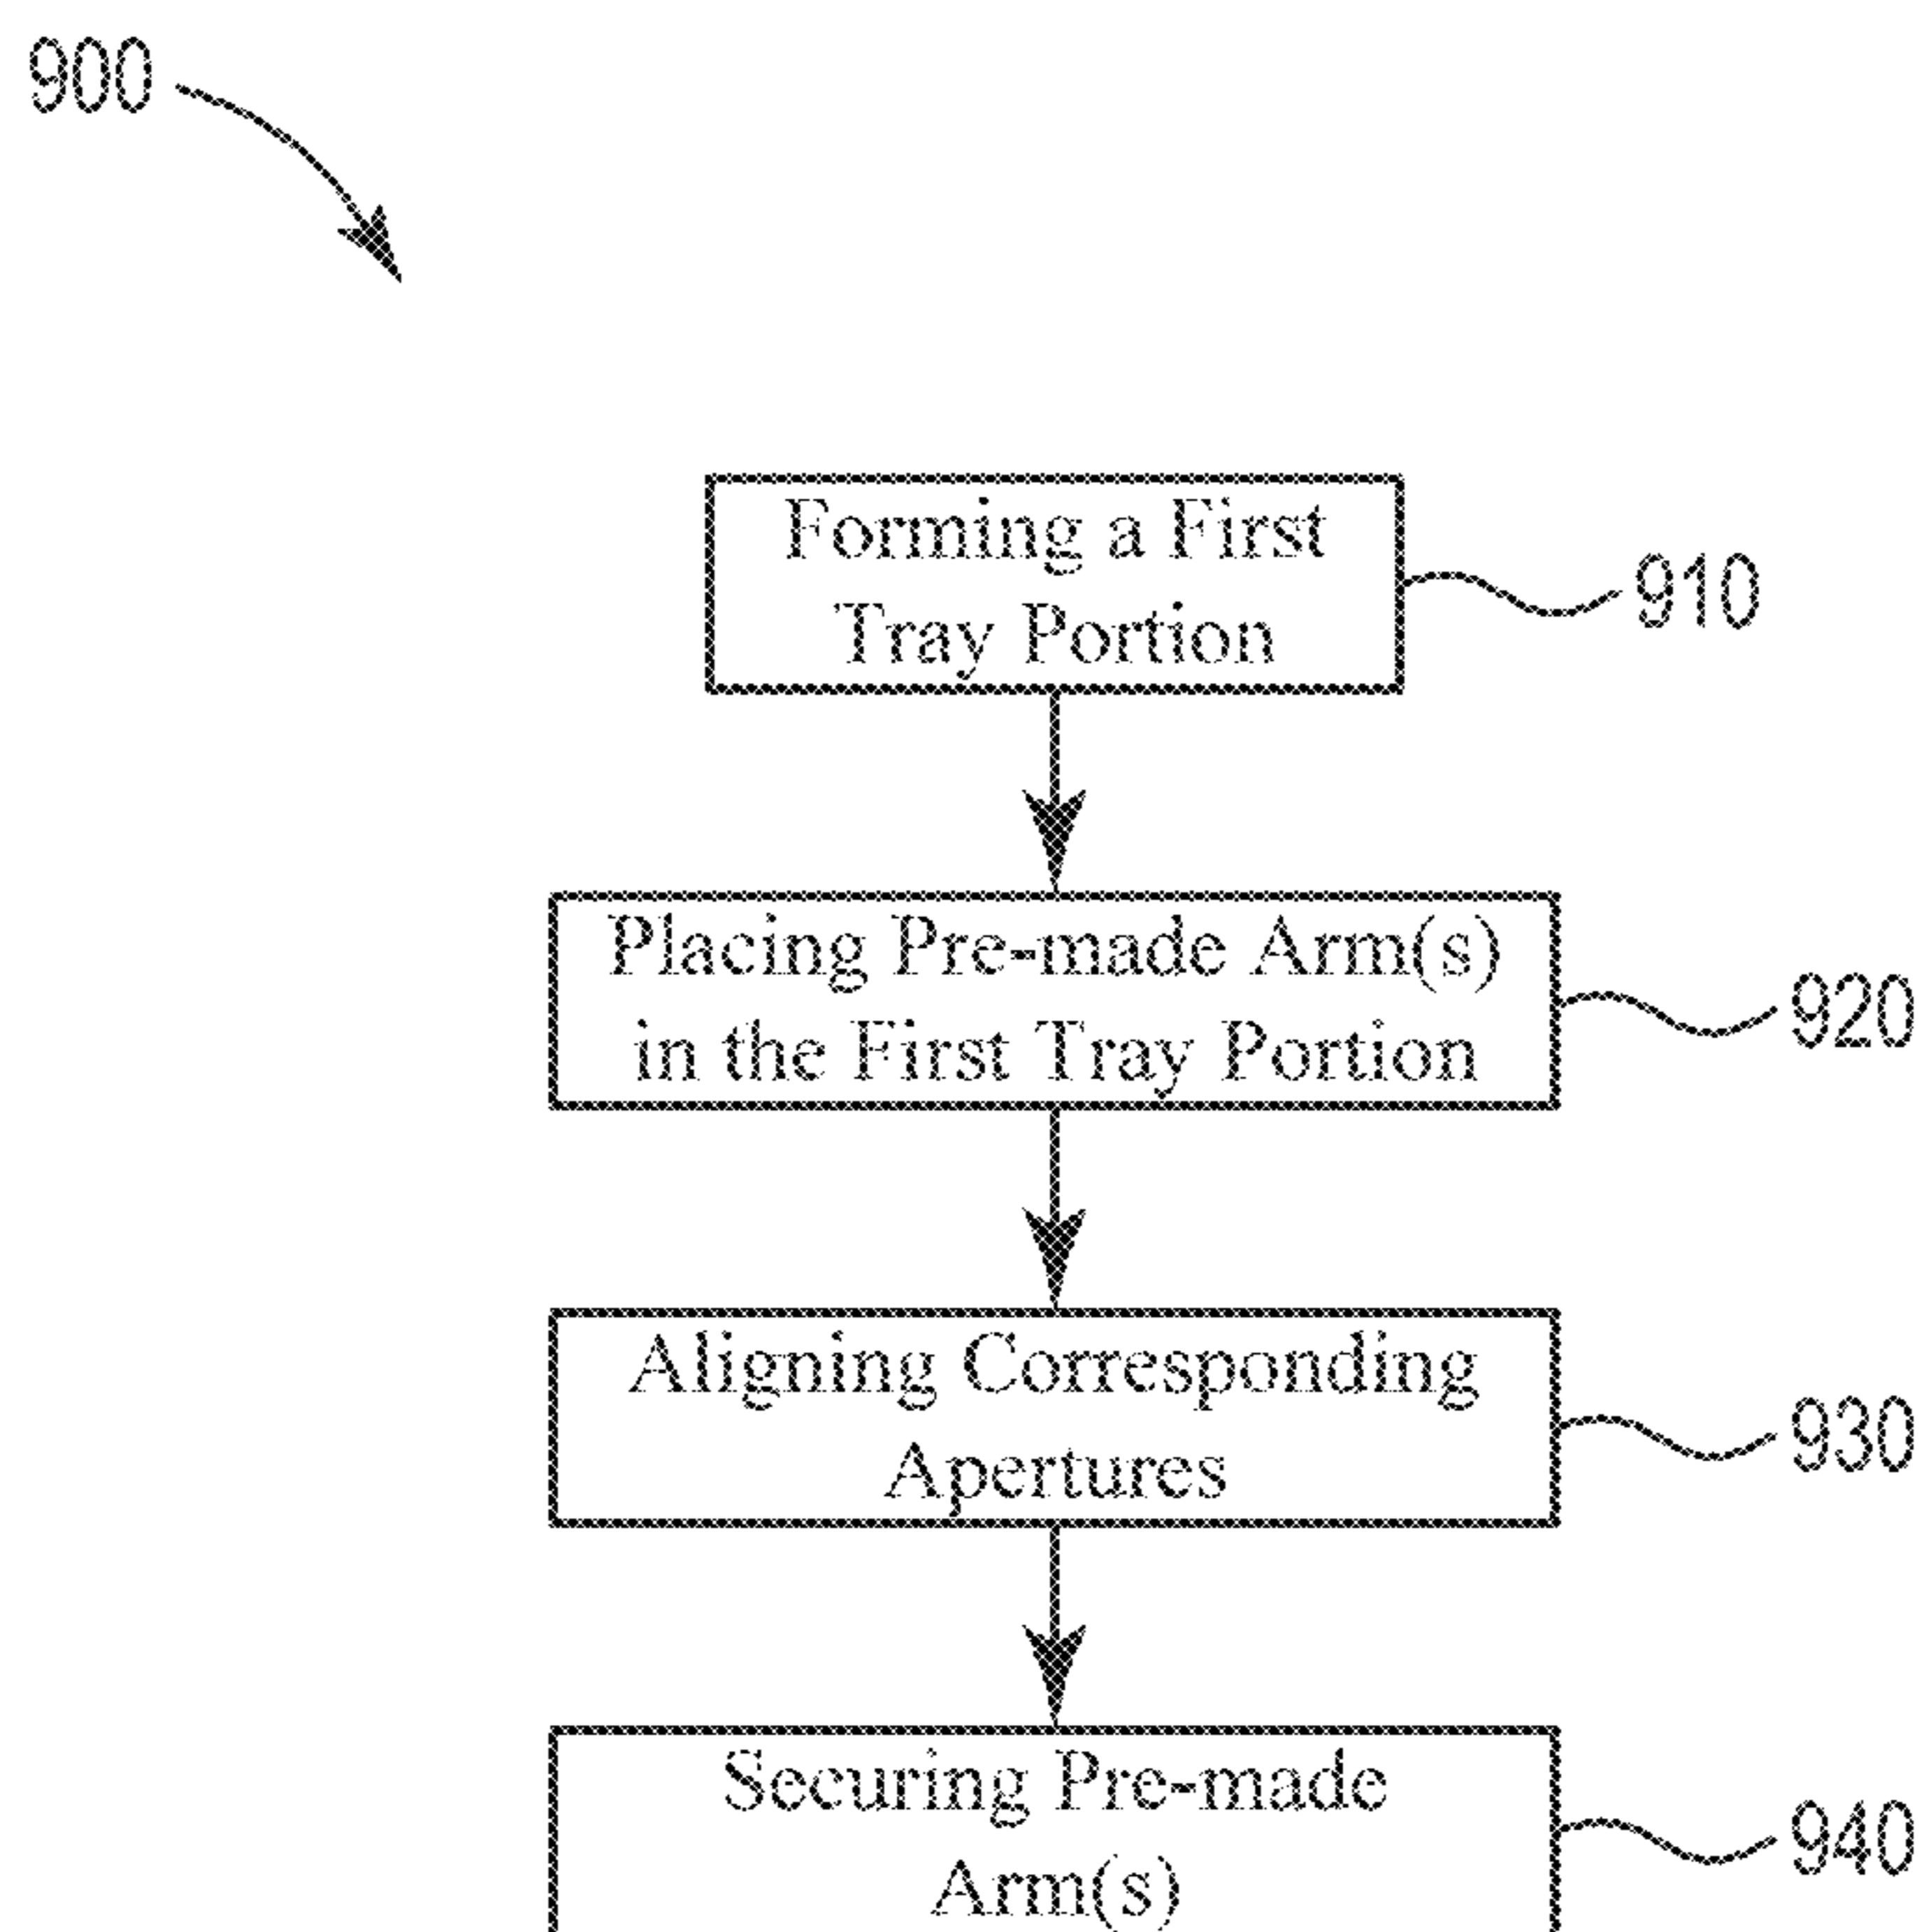 900
Forming a First
Tray Portion
910
Placing Pre-made Arm(s)
in the First Tray Portion
920
Aligning Corresponding
Apertures
930
Securing Pre-made
Arm(s)
940